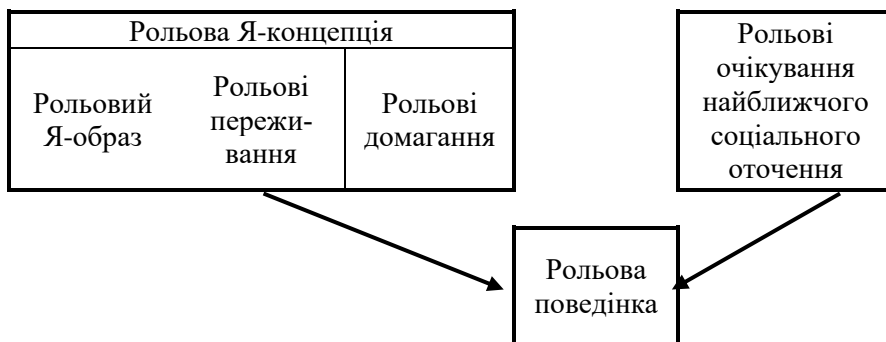 Рольова Я-концепція
Рольовий
Я-образ
Рольові
пережи-
вання
Рольові
домагання
Рольові
очікування
найближчого
соціального
оточення
Рольова
поведінка